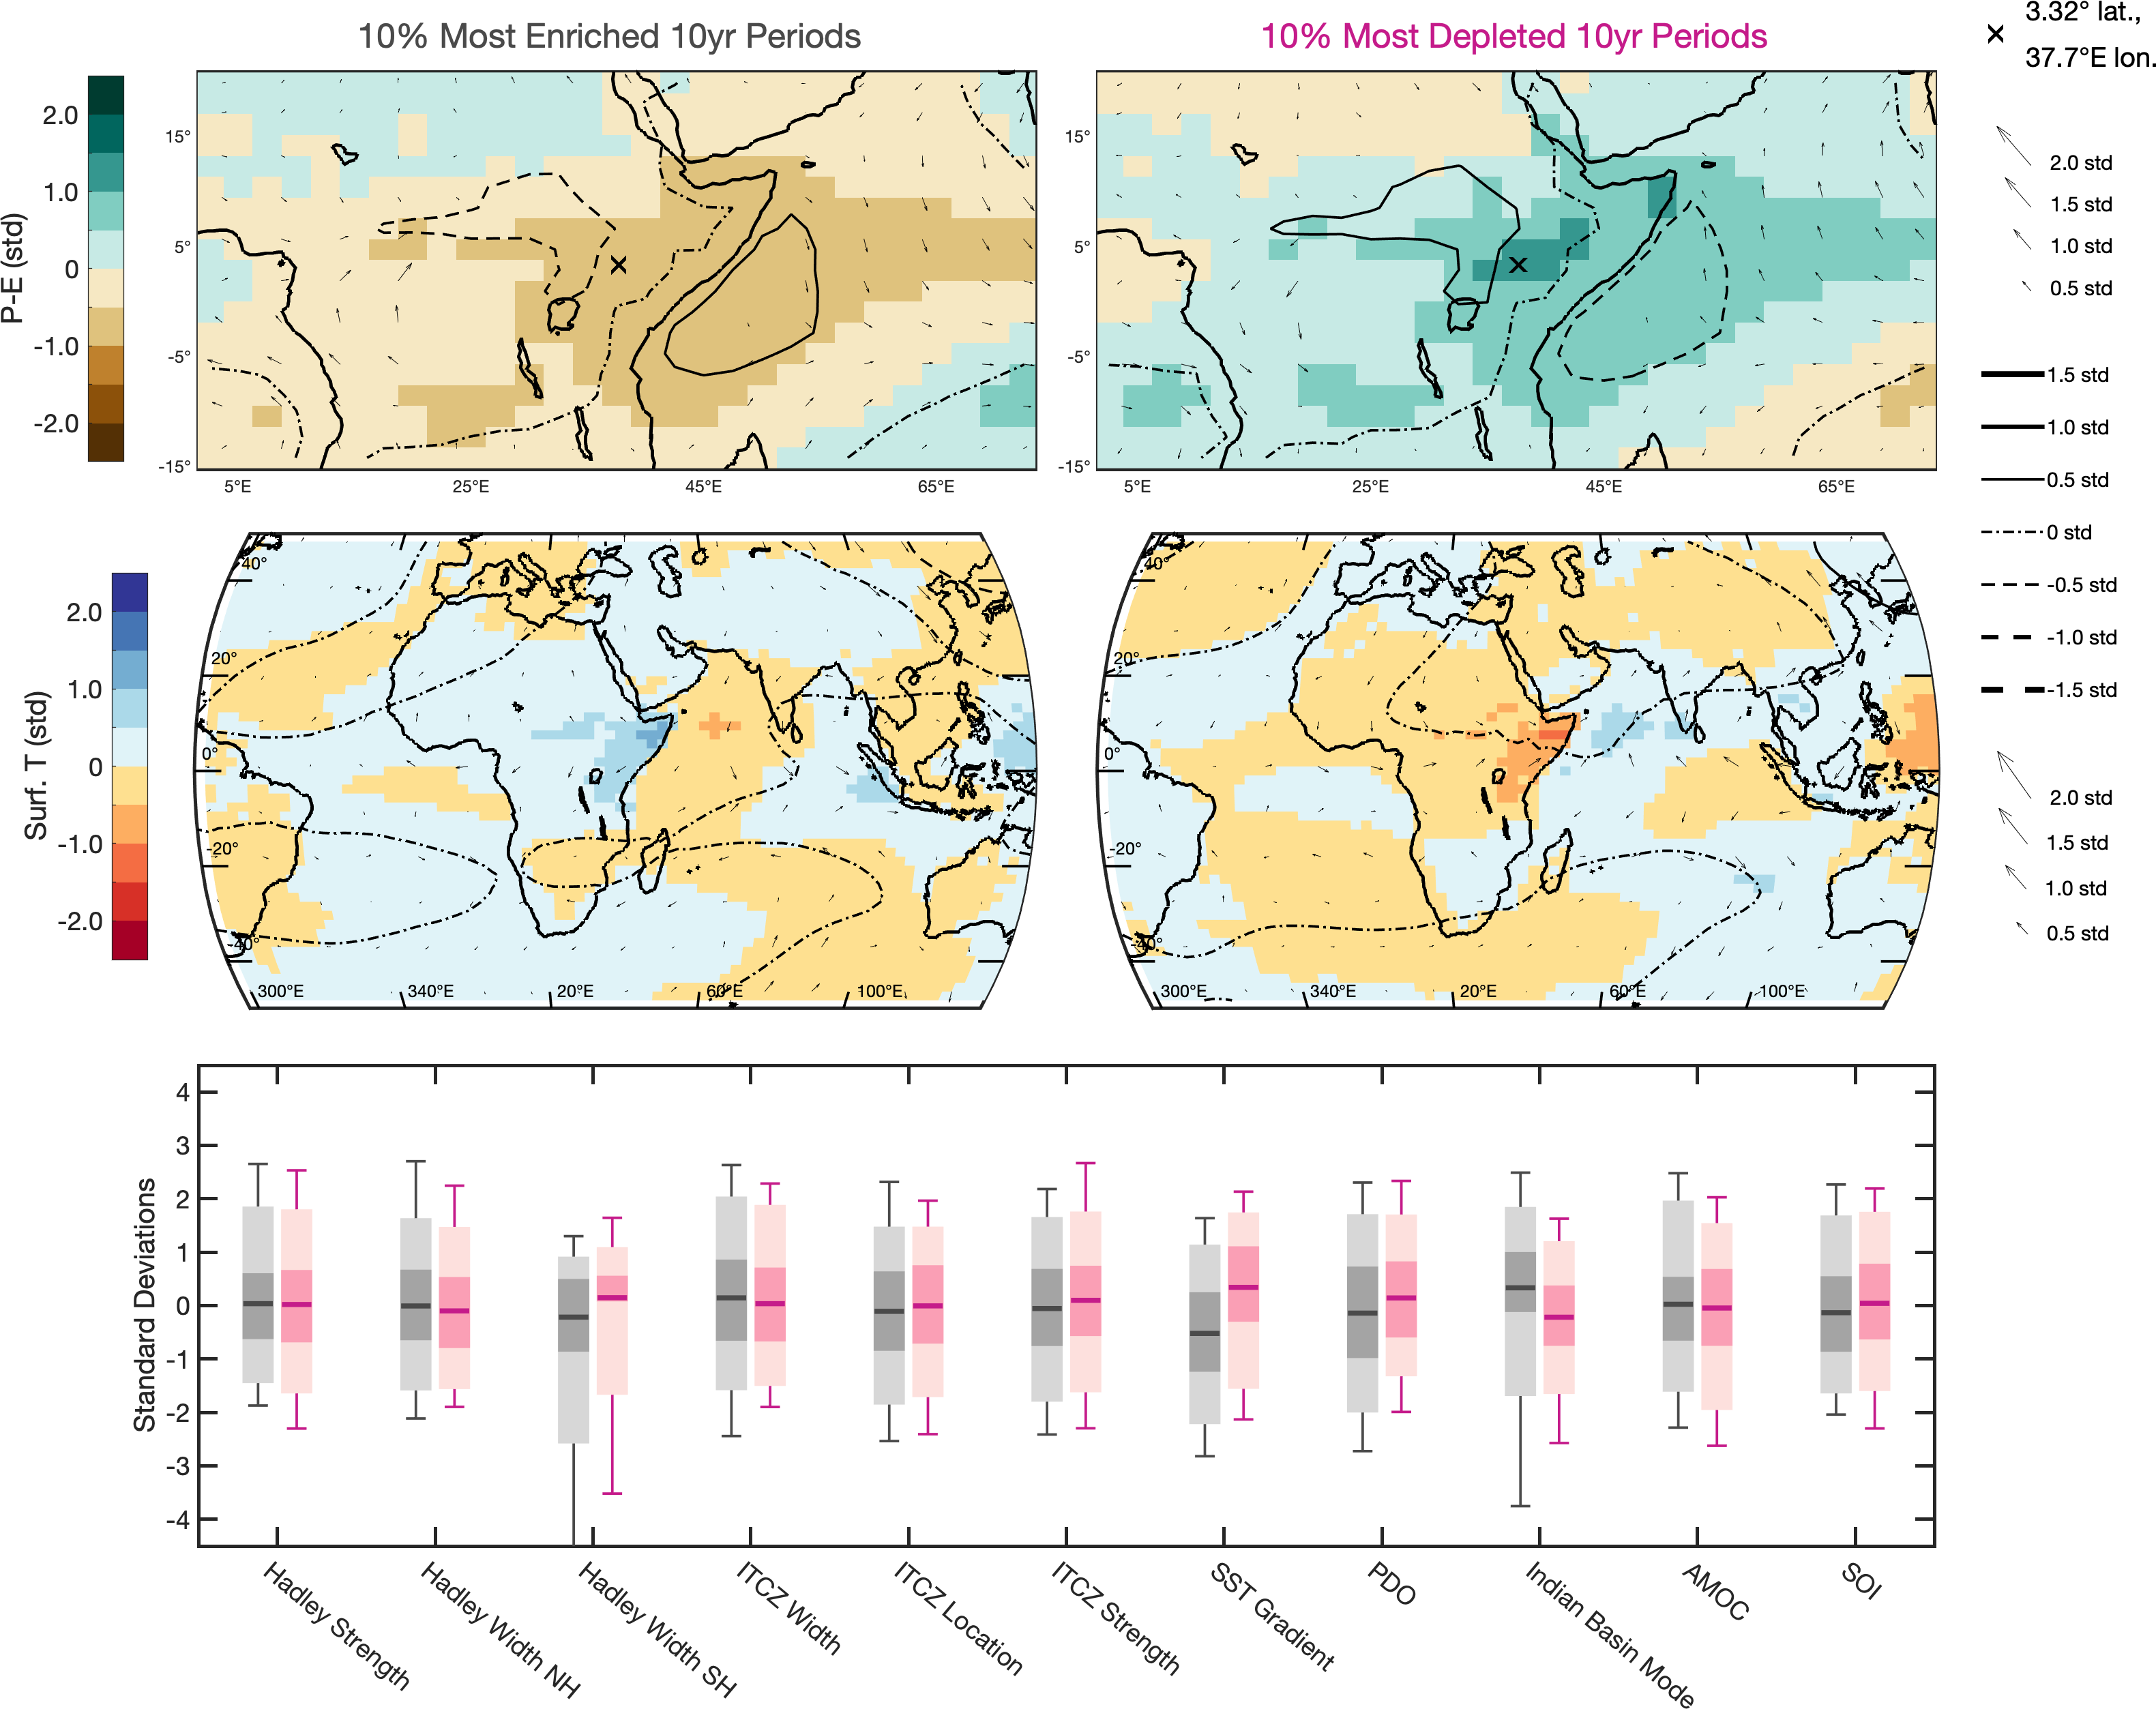 10% Most Enriched 10yr Periods
10% Most Depleted 10yr Periods
3.32° lat.,
37.7°E lon.
P-E (std)
2.0
1.0
0
-1.0
-2.0
15°
5°
-5°
-15°
5°E
25°E
45°E
65°E
15°
5°
-5°
-15°
5°E
25°E
45°E
65°E
2.0 std
1.5 std
1.0 std
0.5 std
1.5 std
1.0 std
0.5 std
0 std
-0.5 std
-1.0 std
-1.5 std
Surf. T (std)
2.0
1.0
0
-1.0
-2.0
40°
20°
0°
-20°
-40°
300°E
340°E
20°E
60°E
100°E
40°
20°
0°
-20°
-40°
300°E
340°E
20°E
60°E
100°E
2.0 std
1.5 std
1.0 std
0.5 std
Standard Deviations
4
3
2
1
0
-1
-2
-3
-4
Hadley Strength
Hadley Width NH
Hadley Width SH
ITCZ Width
ITCZ Location
ITCZ Strength
SST Gradient
PDO
Indian Basin Mode
AMOC
SOI